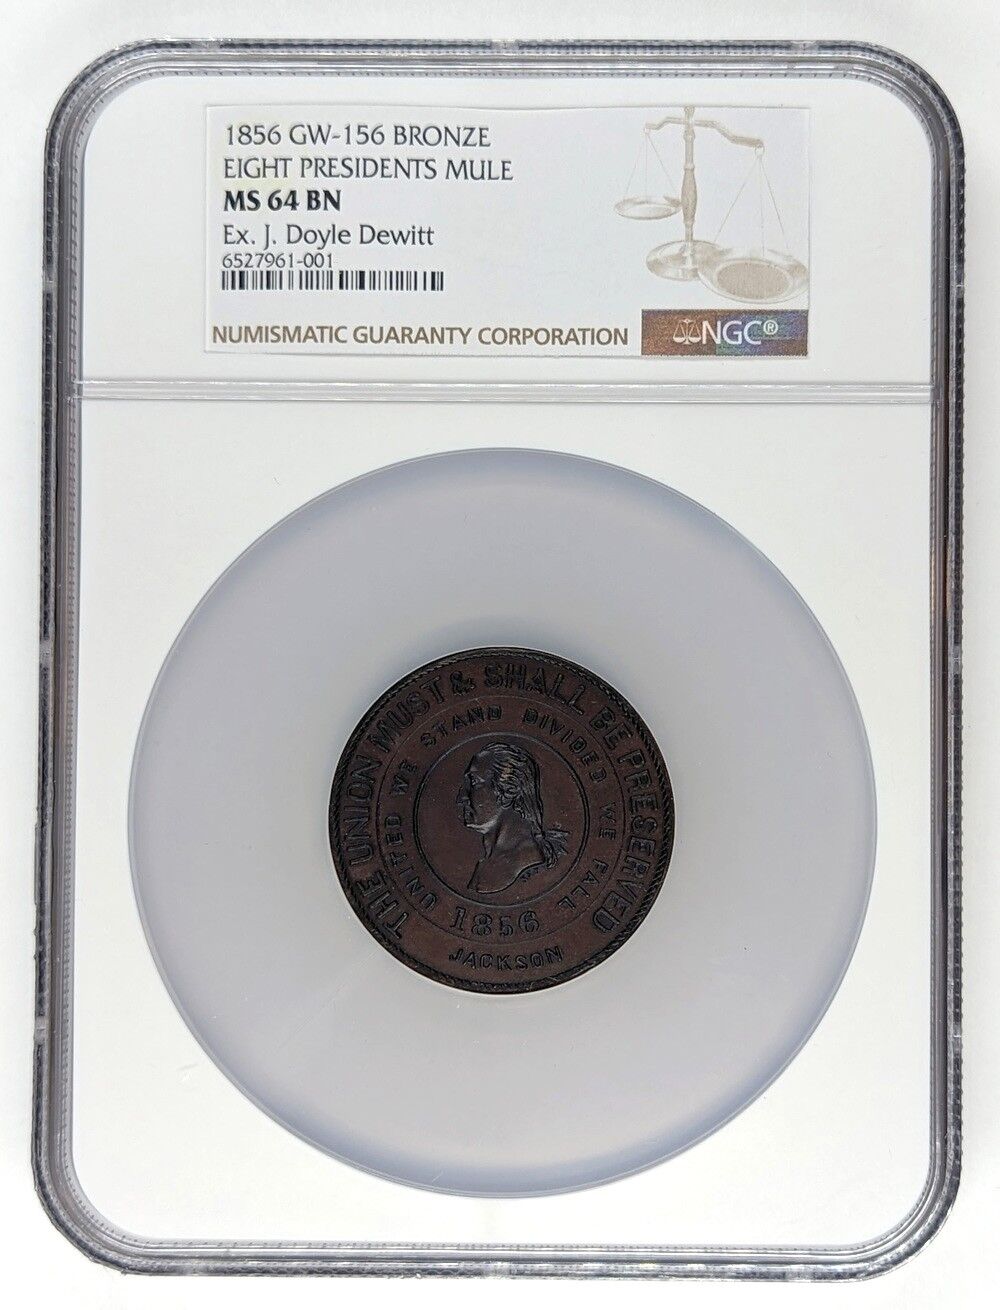 1856 GW-156 BRONZE
EIGHT PRESIDENTS MULE
MS 64 BN
Ex. J. Doyle Dewitt
6527961-001
NUMISMATIC GUARANTY CORPORATION
NGC®
THE UNION MUST & SHALL BE PRESERVED
UNITED WE STAND DIVIDED WE FALL
1856
JACKSON